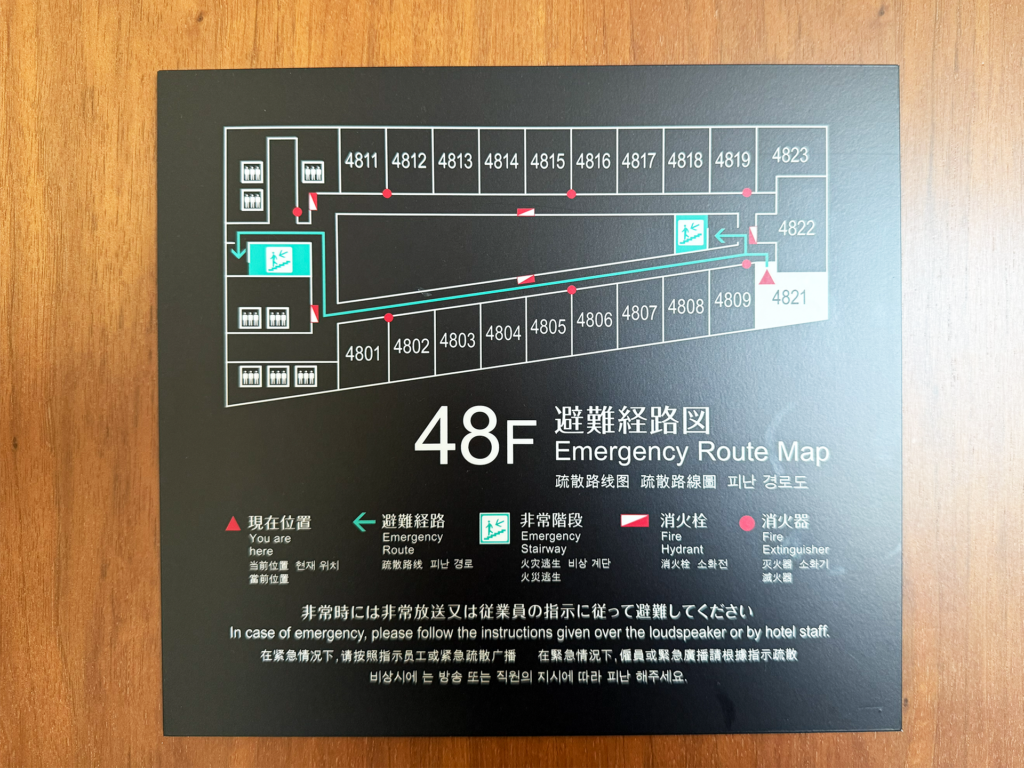 4811 4812 4813 4814 4815 4816 4817 4818 4819 4823
4822
4821
4801 4802 4803 4804 4805 4806 4807 4808 4809
48F 避難経路図
Emergency Route Map
疏散路线图 疏散路線圖 피난 경로도
現在位置
You are
here
当前位置 현재 위치
當前位置
避難経路
Emergency
Route
疏散路线 피난 경로
非常階段
Emergency
Stairway
火灾逃生 비상 계단
火災逃生
消火栓
Fire
Hydrant
消火栓 소화전
消火器
Fire
Extinguisher
灭火器 소화기
滅火器
非常時には非常放送又は従業員の指示に従って避難してください
In case of emergency, please follow the instructions given over the loudspeaker or by hotel staff.
在紧急情况下,请按照指示员工或紧急疏散广播 在緊急情況下,僱員或緊急廣播請根據指示疏散
비상시에 는 방송 또는 직원의 지시에 따라 피난 해주세요.